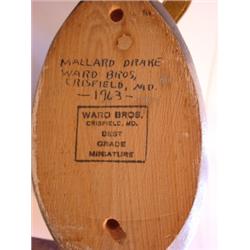 MALLARD DRAKE
WARD BROS,
CRISFIELD, MD.
— 1963 —
WARD BROS.
CRISFIELD, MD.
BEST
GRADE
MINIATURE